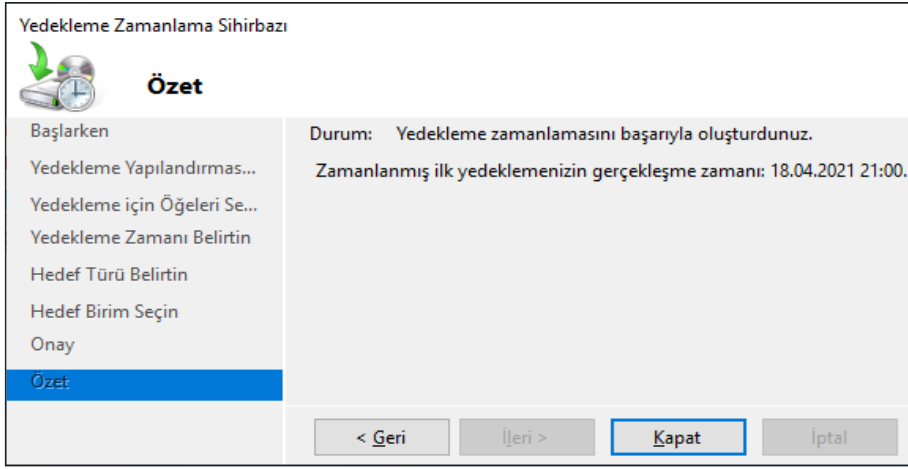 Yedekleme Zamanlama Sihirbazı
Özet
Başlarken
Yedekleme Yapılandırmas...
Yedekleme için Öğeleri Se...
Yedekleme Zamanı Belirtin
Hedef Türü Belirtin
Hedef Birim Seçin
Onay
Özet
Durum: Yedekleme zamanlamasını başarıyla oluşturdunuz.
Zamanlanmış ilk yedeklemenizin gerçekleşme zamanı: 18.04.2021 21:00.
< Geri
İleri >
Kapat
İptal